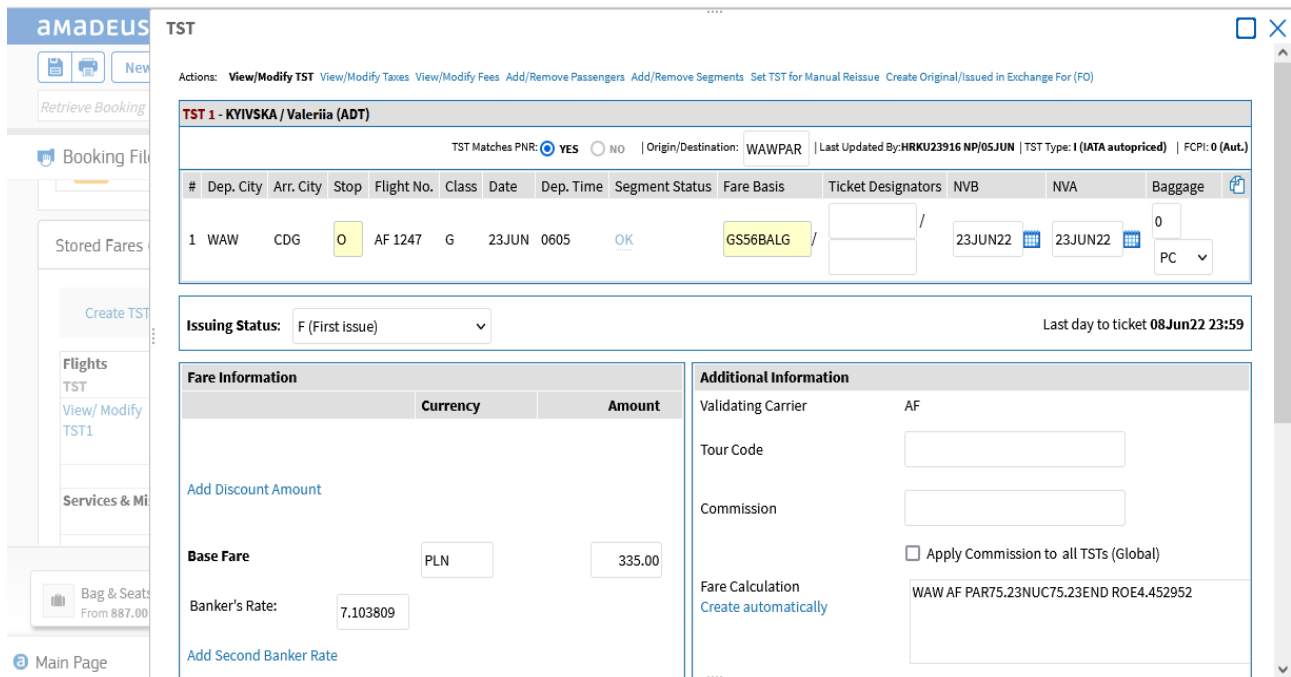 amadeus
TST
New
Retrieve Booking
Booking Fil
Stored Fares
Create TST
Flights
TST
View/ Modify
TST1
Services & Mi
Bag & Seats
From 887.00
Main Page
Actions: View/Modify TST View/Modify Taxes View/Modify Fees Add/Remove Passengers Add/Remove Segments Set TST for Manual Reissue Create Original/Issued in Exchange For (FO)
TST 1 - KYIVSKA / Valeriia (ADT)
TST Matches PNR: YES NO | Origin/Destination: WAWPAR | Last Updated By:HRKU23916 NP/05JUN | TST Type: I (IATA autopriced) | FCPI: 0 (Aut.)
# Dep. City Arr. City Stop Flight No. Class Date Dep. Time Segment Status Fare Basis Ticket Designators NVB NVA Baggage
1 WAW CDG O AF 1247 G 23JUN 0605 OK GS56BALG / / 23JUN22 23JUN22 0
PC
Issuing Status: F (First issue) Last day to ticket 08Jun22 23:59
Fare Information
Currency Amount
Add Discount Amount
Base Fare PLN 335.00
Banker's Rate: 7.103809
Add Second Banker Rate
Additional Information
Validating Carrier AF
Tour Code
Commission
Apply Commission to all TSTs (Global)
Fare Calculation WAW AF PAR75.23NUC75.23END ROE4.452952
Create automatically